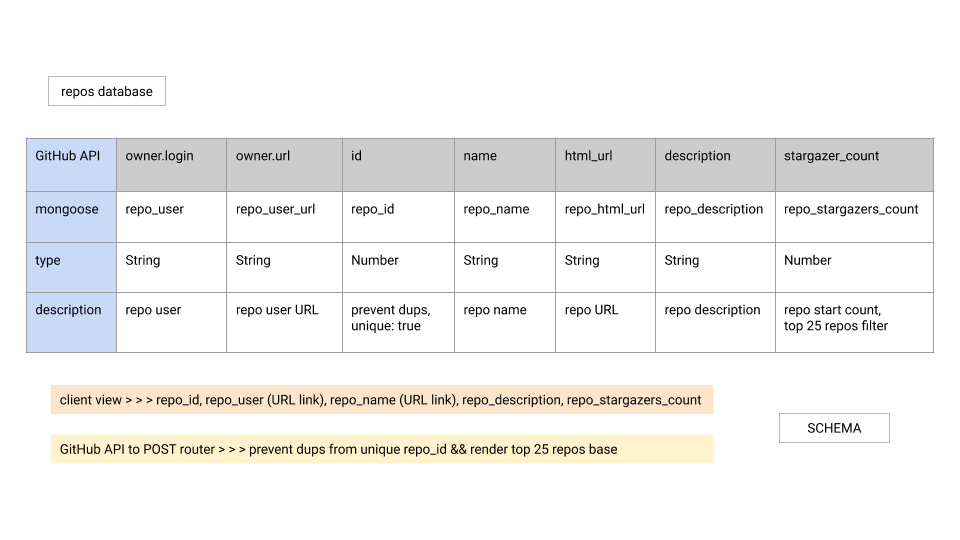 repos database
GitHub API owner.login owner.url id name html_url description stargazer_count
mongoose repo_user repo_user_url repo_id repo_name repo_html_url repo_description repo_stargazers_count
type String String Number String String String Number
description repo user repo user URL prevent dups, repo name repo URL repo description repo start count,
unique: true top 25 repos filter
client view > > > repo_id, repo_user (URL link), repo_name (URL link), repo_description, repo_stargazers_count
SCHEMA
GitHub API to POST router > > > prevent dups from unique repo_id && render top 25 repos base